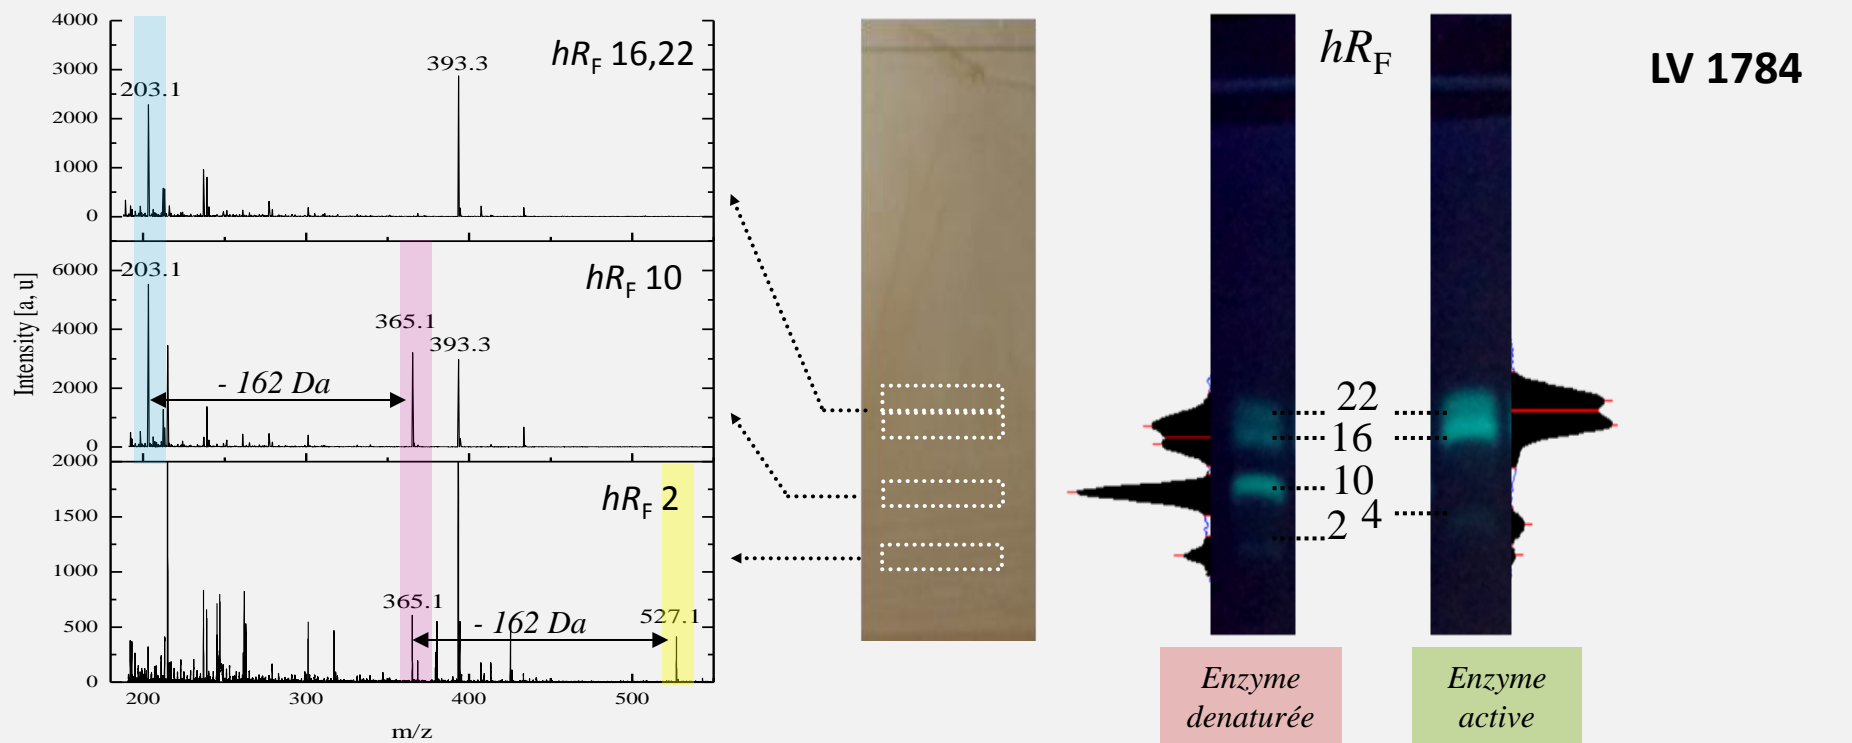 4000
3000
2000
1000
0
203.1
393.3
hRF 16,22
6000
4000
2000
0
203.1
365.1
393.3
- 162 Da
hRF 10
2000
1500
1000
500
0
365.1
- 162 Da
527.1
hRF 2
200
300
400
500
m/z
Intensity [a, u]
hRF
22
16
10
2
4
LV 1784
Enzyme
denaturée
Enzyme
active